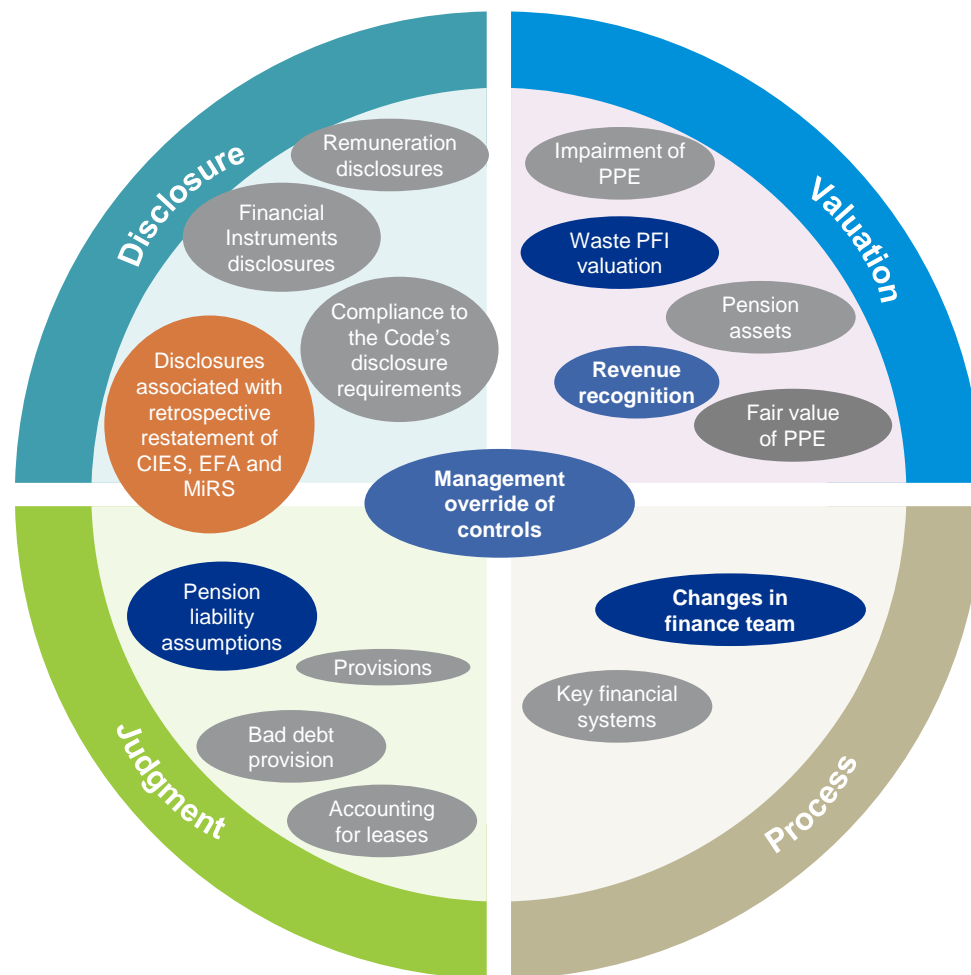 Disclosure
Remuneration
disclosures
Financial
Instruments
disclosures
Compliance to
the Code's
disclosure
requirements
Disclosures
associated with
retrospective
restatement of
CIES, EFA and
MiRS
Valuation
Impairment of
PPE
Waste PFI
valuation
Pension
assets
Revenue
recognition
Fair value
of PPE
Management
override of
controls
Judgment
Pension
liability
assumptions
Provisions
Bad debt
provision
Accounting
for leases
Process
Changes in
finance team
Key financial
systems